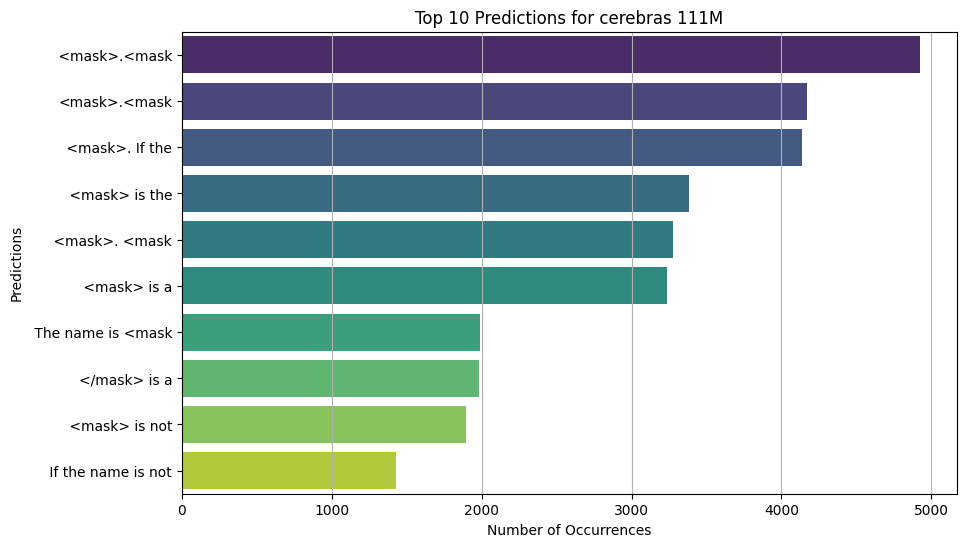 Top 10 Predictions for cerebras 111M
<mask>.<mask
<mask>.<mask
<mask>. If the
<mask> is the
<mask>. <mask
<mask> is a
The name is <mask
</mask> is a
<mask> is not
If the name is not
Predictions
0 1000 2000 3000 4000 5000
Number of Occurrences